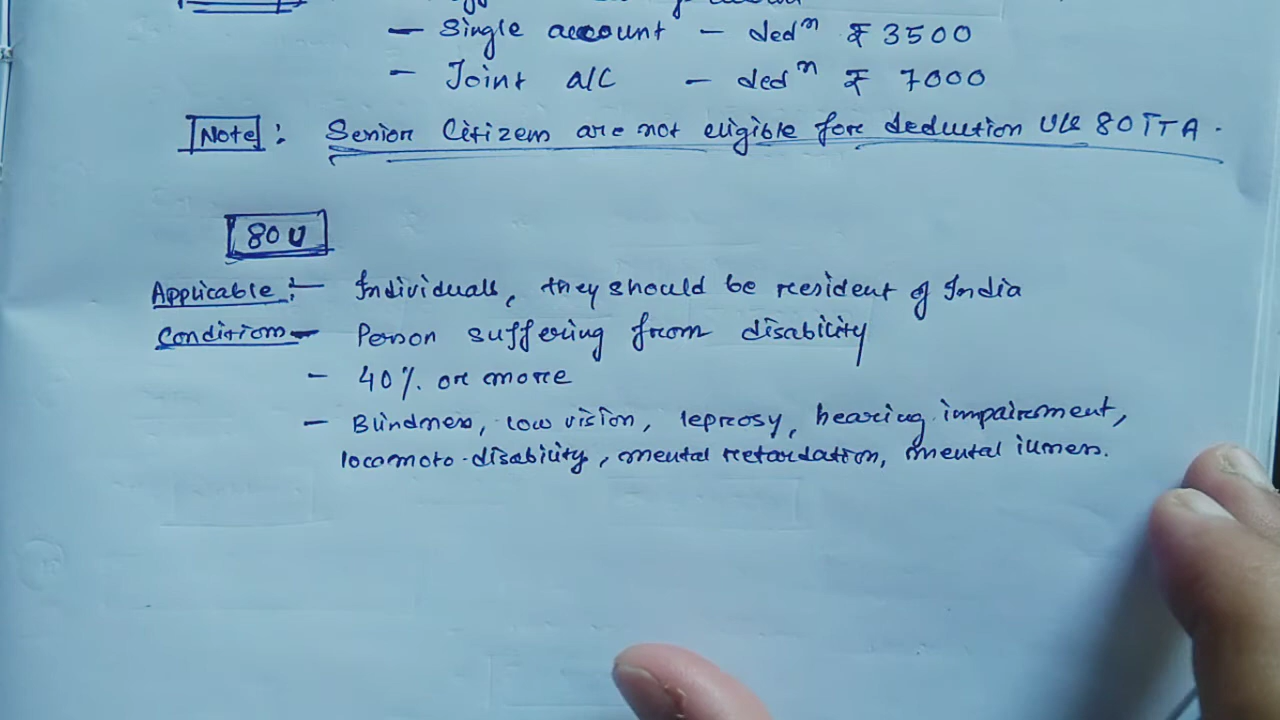 - Single account - dedⁿ ₹ 3500
- Joint a/c - dedⁿ ₹ 7000
Note : Senior Citizens are not eligible for deduction U/s 80TTA.
80U
Applicable :- Individuals, they should be resident of India
Conditions - Person suffering from disability
- 40% or more
- Blindness, low vision, leprosy, hearing impairment,
locomoto-disability, mental retardation, mental illness.